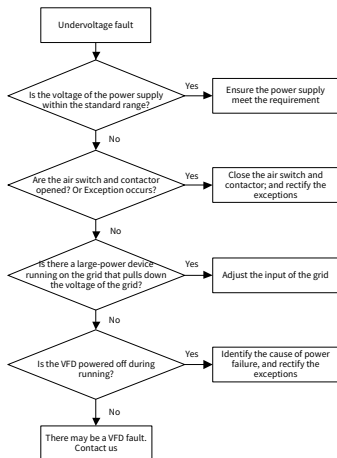 Undervoltage fault
Is the voltage of the power supply
within the standard range?
Yes
Ensure the power supply
meet the requirement
No
Are the air switch and contactor
opened? Or Exception occurs?
Yes
Close the air switch and
contactor; and rectify the
exceptions
No
Is there a large-power device
running on the grid that pulls down
the voltage of the grid?
Yes
Adjust the input of the grid
No
Is the VFD powered off during
running?
Yes
Identify the cause of power
failure, and rectify the
exceptions
No
There may be a VFD fault.
Contact us